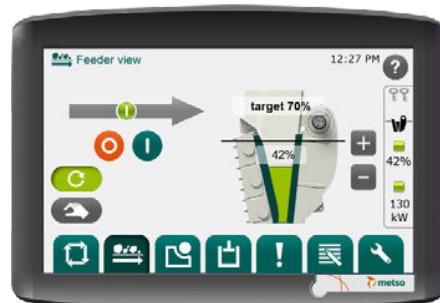 Feeder view
12:27 PM
?
target 70%
42%
42%
130
kW
metso